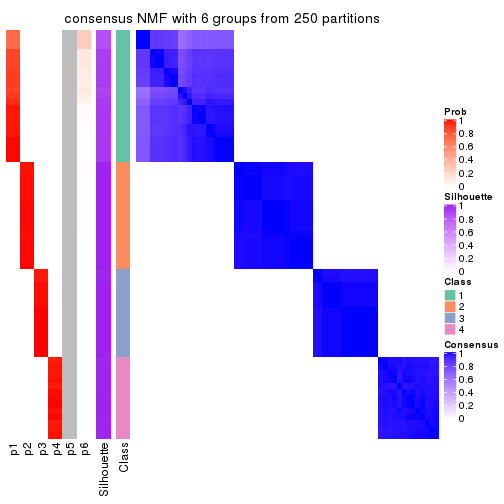 consensus NMF with 6 groups from 250 partitions
Prob
1
0.8
0.6
0.4
0.2
0
Silhouette
1
0.8
0.6
0.4
0.2
0
Class
1
2
3
4
Consensus
1
0.8
0.6
0.4
0.2
0
p1
p2
p3
p4
p5
p6
Silhouette
Class